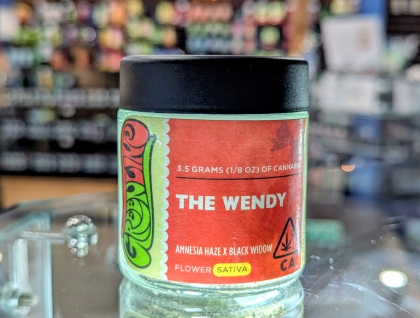 3.5 GRAMS (1/8 OZ) OF CANNABIS
THE WENDY
AMNESIA HAZE X BLACK WIDOW
FLOWER SATIVA
CA